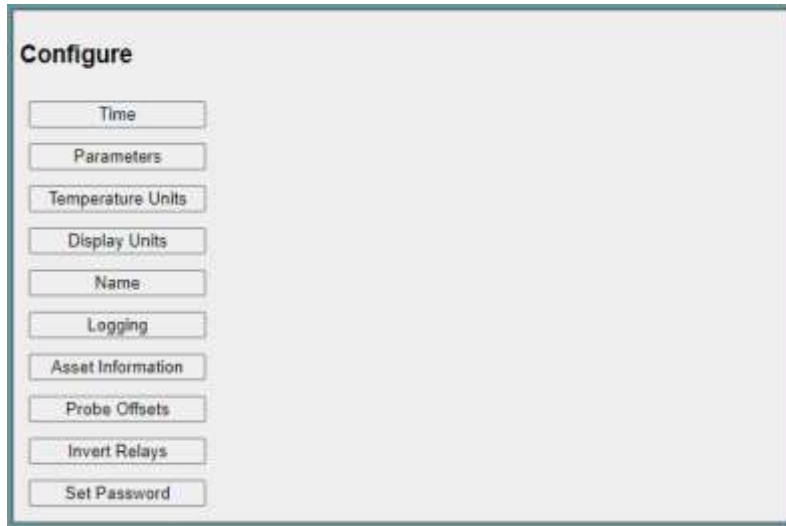 Configure
Time
Parameters
Temperature Units
Display Units
Name
Logging
Asset Information
Probe Offsets
Invert Relays
Set Password